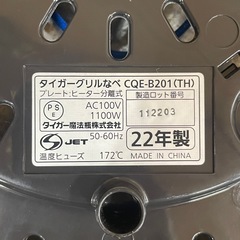 タイガーグリルなべ CQE-B201(TH)
プレート:ヒーター分離式
製造ロット番号
PS
E
AC100V
1100W
112203
タイガー魔法瓶株式会社
JET
50-60Hz
22年製
温度ヒューズ
172℃
MADE IN CHINA